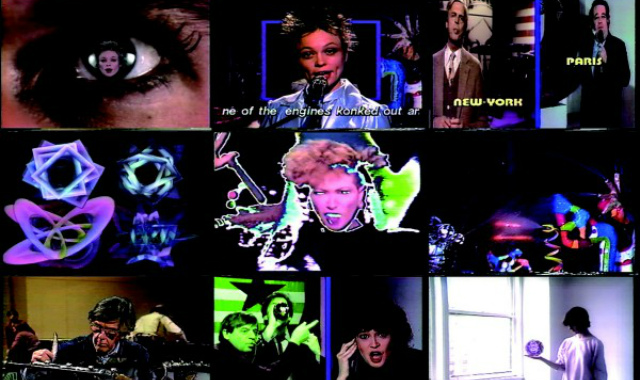 ne of the engines konked out ar
PARIS
NEW-YORK